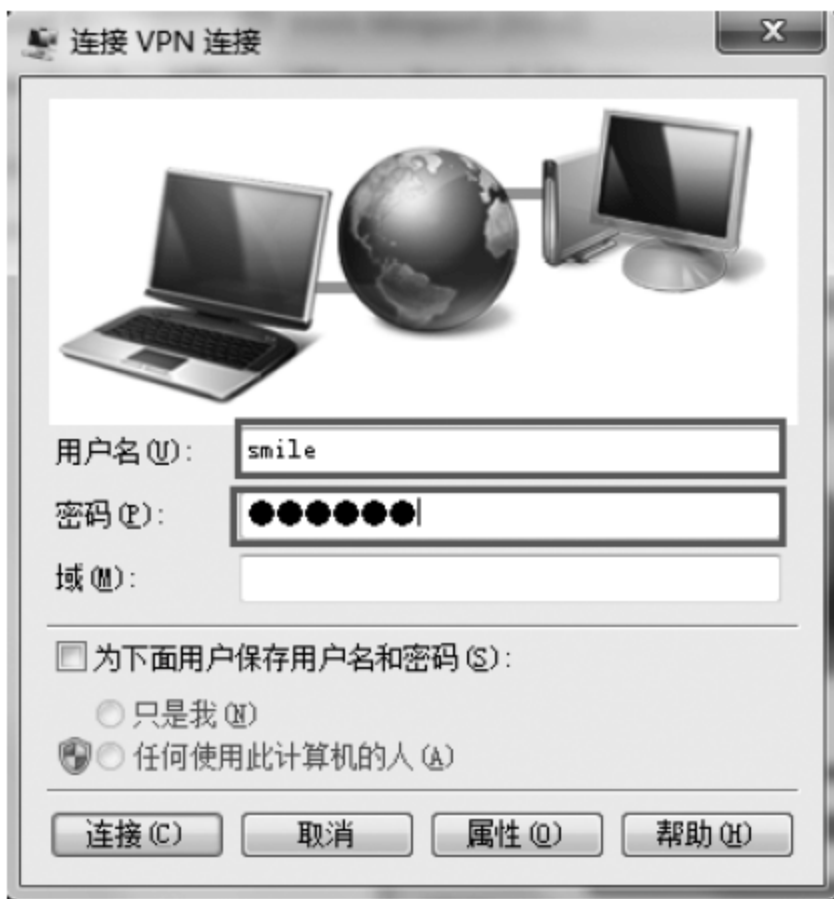 连接 VPN 连接
用户名(U):
smile
密码(P):
●●●●●●
域(M):
为下面用户保存用户名和密码(S):
只是我(N)
任何使用此计算机的人(A)
连接(C) 取消 属性(O) 帮助(H)